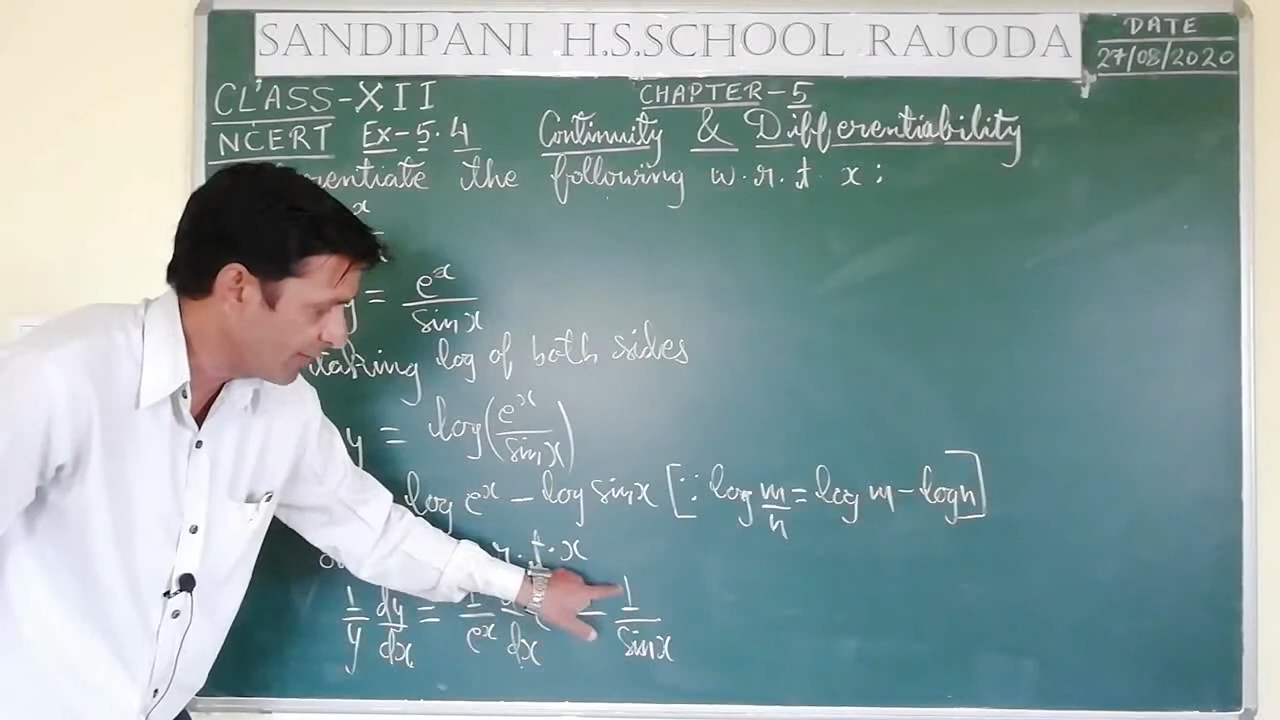 SANDIPANI H.S.SCHOOL RAJODA
DATE
27/08/2020
CLASS-XII
CHAPTER-5
NCERT Ex-5.4 Continuity & Differentiability
rentiate the following w.r.t. x:
x
y = e^x/sinx
taking log of both sides
y = log(e^x/sinx)
log e^x - log sinx [∵ log m/n = log m - log n]
r.t.x
1/y dy/dx = 1/e^x d/dx - 1/sinx